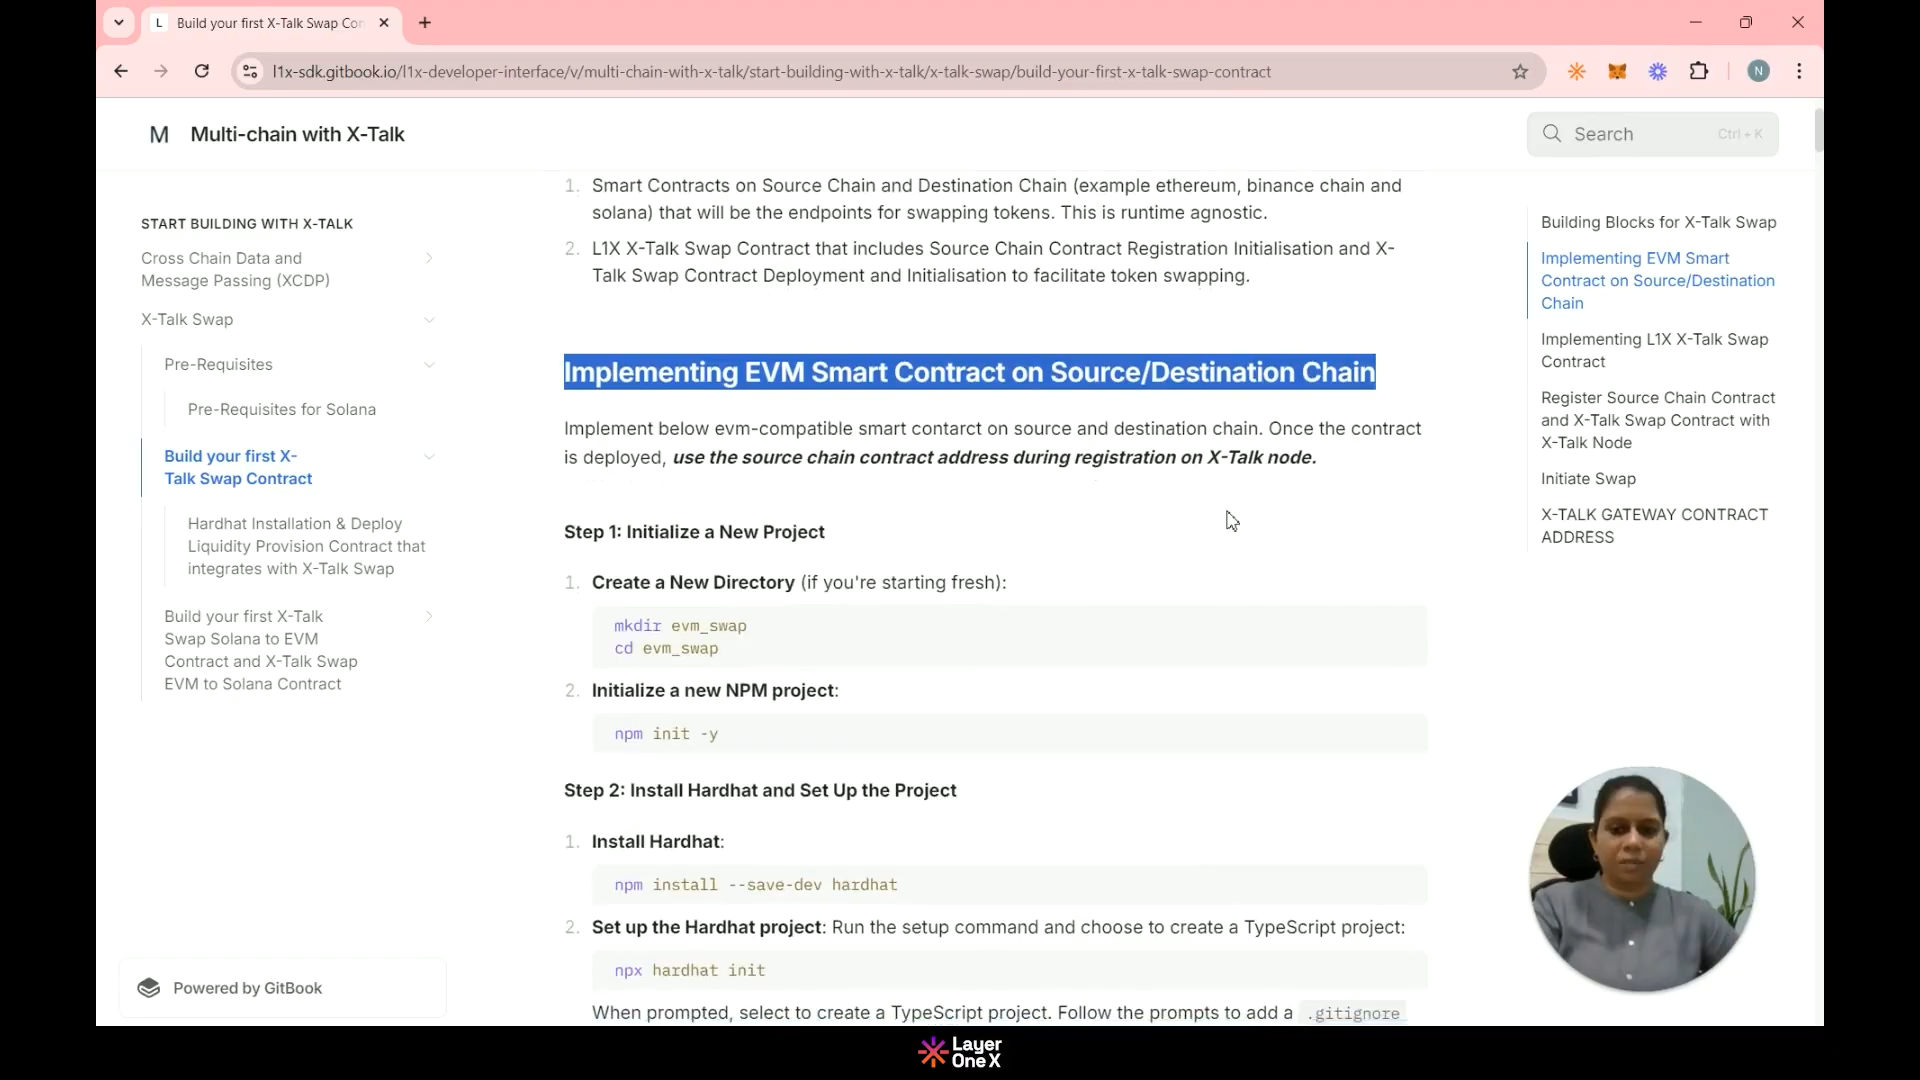 L Build your first X-Talk Swap Con
l1x-sdk.gitbook.io/l1x-developer-interface/v/multi-chain-with-x-talk/start-building-with-x-talk/x-talk-swap/build-your-first-x-talk-swap-contract
N
M Multi-chain with X-Talk
Search Ctrl + K
START BUILDING WITH X-TALK
Cross Chain Data and
Message Passing (XCDP)
X-Talk Swap
Pre-Requisites
Pre-Requisites for Solana
Build your first X-
Talk Swap Contract
Hardhat Installation & Deploy
Liquidity Provision Contract that
integrates with X-Talk Swap
Build your first X-Talk
Swap Solana to EVM
Contract and X-Talk Swap
EVM to Solana Contract
Powered by GitBook
1. Smart Contracts on Source Chain and Destination Chain (example ethereum, binance chain and
solana) that will be the endpoints for swapping tokens. This is runtime agnostic.
2. L1X X-Talk Swap Contract that includes Source Chain Contract Registration Initialisation and X-
Talk Swap Contract Deployment and Initialisation to facilitate token swapping.
Implementing EVM Smart Contract on Source/Destination Chain
Implement below evm-compatible smart contarct on source and destination chain. Once the contract
is deployed, use the source chain contract address during registration on X-Talk node.
Step 1: Initialize a New Project
1. Create a New Directory (if you're starting fresh):
mkdir evm_swap
cd evm_swap
2. Initialize a new NPM project:
npm init -y
Step 2: Install Hardhat and Set Up the Project
1. Install Hardhat:
npm install --save-dev hardhat
2. Set up the Hardhat project: Run the setup command and choose to create a TypeScript project:
npx hardhat init
When prompted, select to create a TypeScript project. Follow the prompts to add a .gitignore
Building Blocks for X-Talk Swap
Implementing EVM Smart
Contract on Source/Destination
Chain
Implementing L1X X-Talk Swap
Contract
Register Source Chain Contract
and X-Talk Swap Contract with
X-Talk Node
Initiate Swap
X-TALK GATEWAY CONTRACT
ADDRESS
Layer
One X